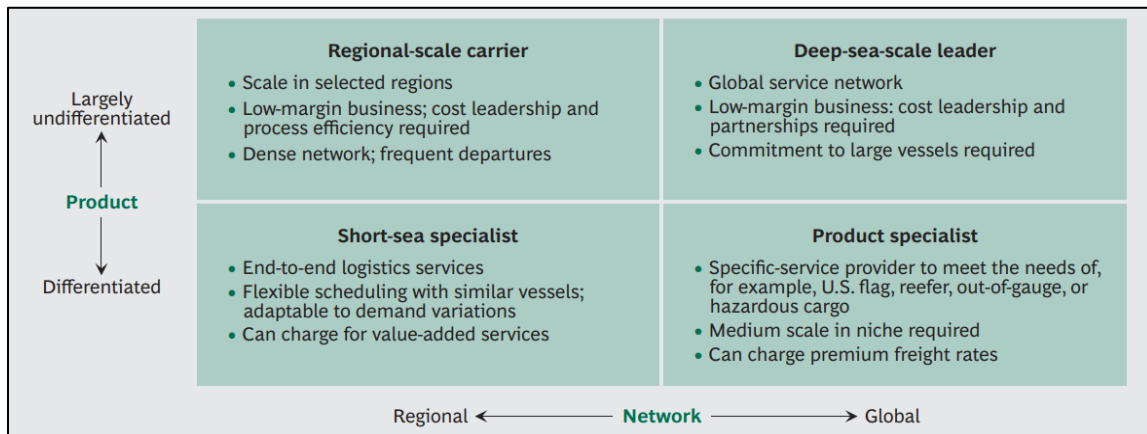 Regional-scale carrier
• Scale in selected regions
• Low-margin business; cost leadership and
process efficiency required
• Dense network; frequent departures
Deep-sea-scale leader
• Global service network
• Low-margin business: cost leadership and
partnerships required
• Commitment to large vessels required
Largely
undifferentiated
Product
Differentiated
Short-sea specialist
• End-to-end logistics services
• Flexible scheduling with similar vessels;
adaptable to demand variations
• Can charge for value-added services
Product specialist
• Specific-service provider to meet the needs of,
for example, U.S. flag, reefer, out-of-gauge, or
hazardous cargo
• Medium scale in niche required
• Can charge premium freight rates
Regional Network Global